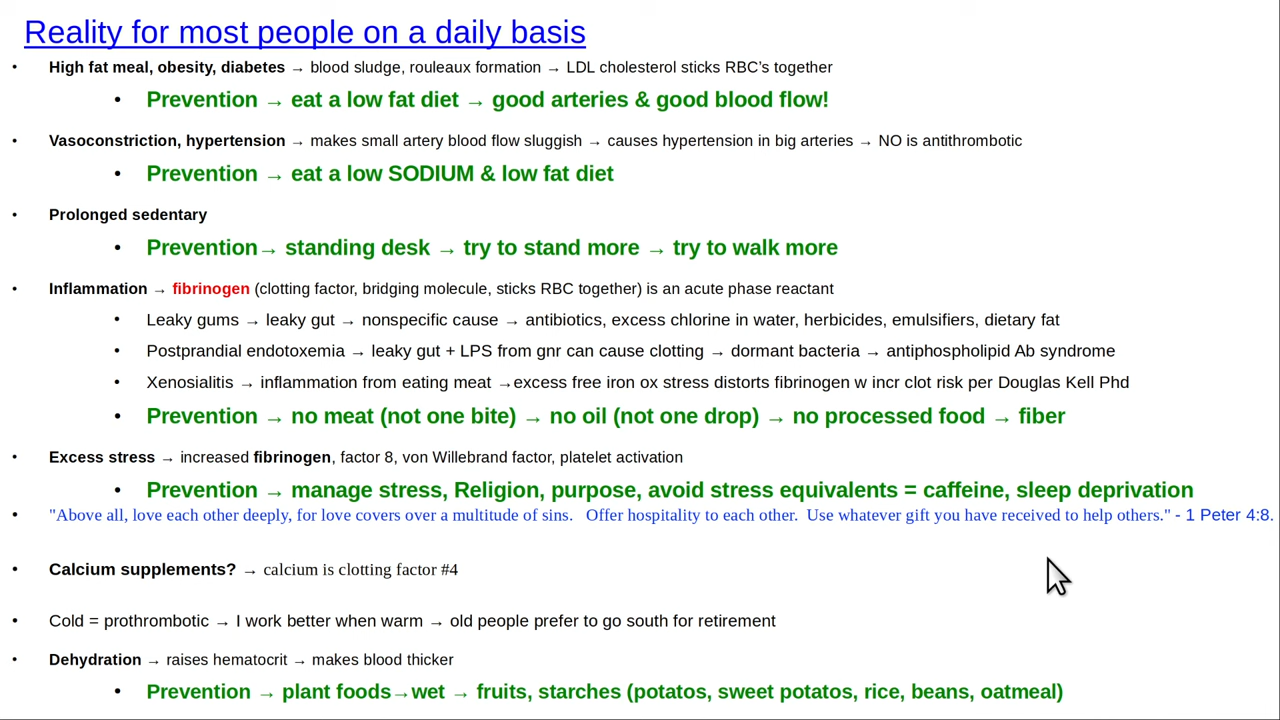 Reality for most people on a daily basis
• High fat meal, obesity, diabetes → blood sludge, rouleaux formation → LDL cholesterol sticks RBC's together
• Prevention → eat a low fat diet → good arteries & good blood flow!
• Vasoconstriction, hypertension → makes small artery blood flow sluggish → causes hypertension in big arteries → NO is antithrombotic
• Prevention → eat a low SODIUM & low fat diet
• Prolonged sedentary
• Prevention→ standing desk → try to stand more → try to walk more
• Inflammation → fibrinogen (clotting factor, bridging molecule, sticks RBC together) is an acute phase reactant
• Leaky gums → leaky gut → nonspecific cause → antibiotics, excess chlorine in water, herbicides, emulsifiers, dietary fat
• Postprandial endotoxemia → leaky gut + LPS from gnr can cause clotting → dormant bacteria → antiphospholipid Ab syndrome
• Xenosialitis → inflammation from eating meat →excess free iron ox stress distorts fibrinogen w incr clot risk per Douglas Kell Phd
• Prevention → no meat (not one bite) → no oil (not one drop) → no processed food → fiber
• Excess stress → increased fibrinogen, factor 8, von Willebrand factor, platelet activation
• Prevention → manage stress, Religion, purpose, avoid stress equivalents = caffeine, sleep deprivation
• "Above all, love each other deeply, for love covers over a multitude of sins. Offer hospitality to each other. Use whatever gift you have received to help others." - 1 Peter 4:8.
• Calcium supplements? → calcium is clotting factor #4
• Cold = prothrombotic → I work better when warm → old people prefer to go south for retirement
• Dehydration → raises hematocrit → makes blood thicker
• Prevention → plant foods→wet → fruits, starches (potatos, sweet potatos, rice, beans, oatmeal)